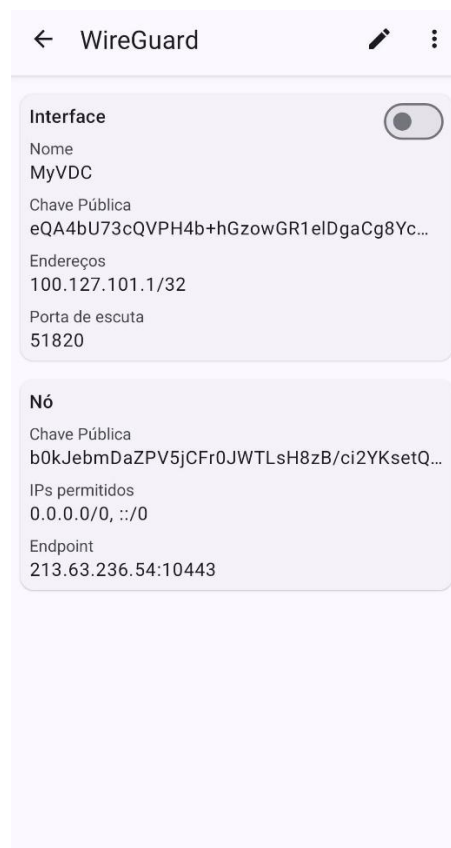 WireGuard
Interface
Nome
MyVDC
Chave Pública
eQA4bU73cQVPH4b+hGzowGR1elDgaCg8Yc...
Endereços
100.127.101.1/32
Porta de escuta
51820
Nó
Chave Pública
b0kJebmDaZPV5jCFr0JWTLsH8zB/ci2YKsetQ...
IPs permitidos
0.0.0.0/0, ::/0
Endpoint
213.63.236.54:10443